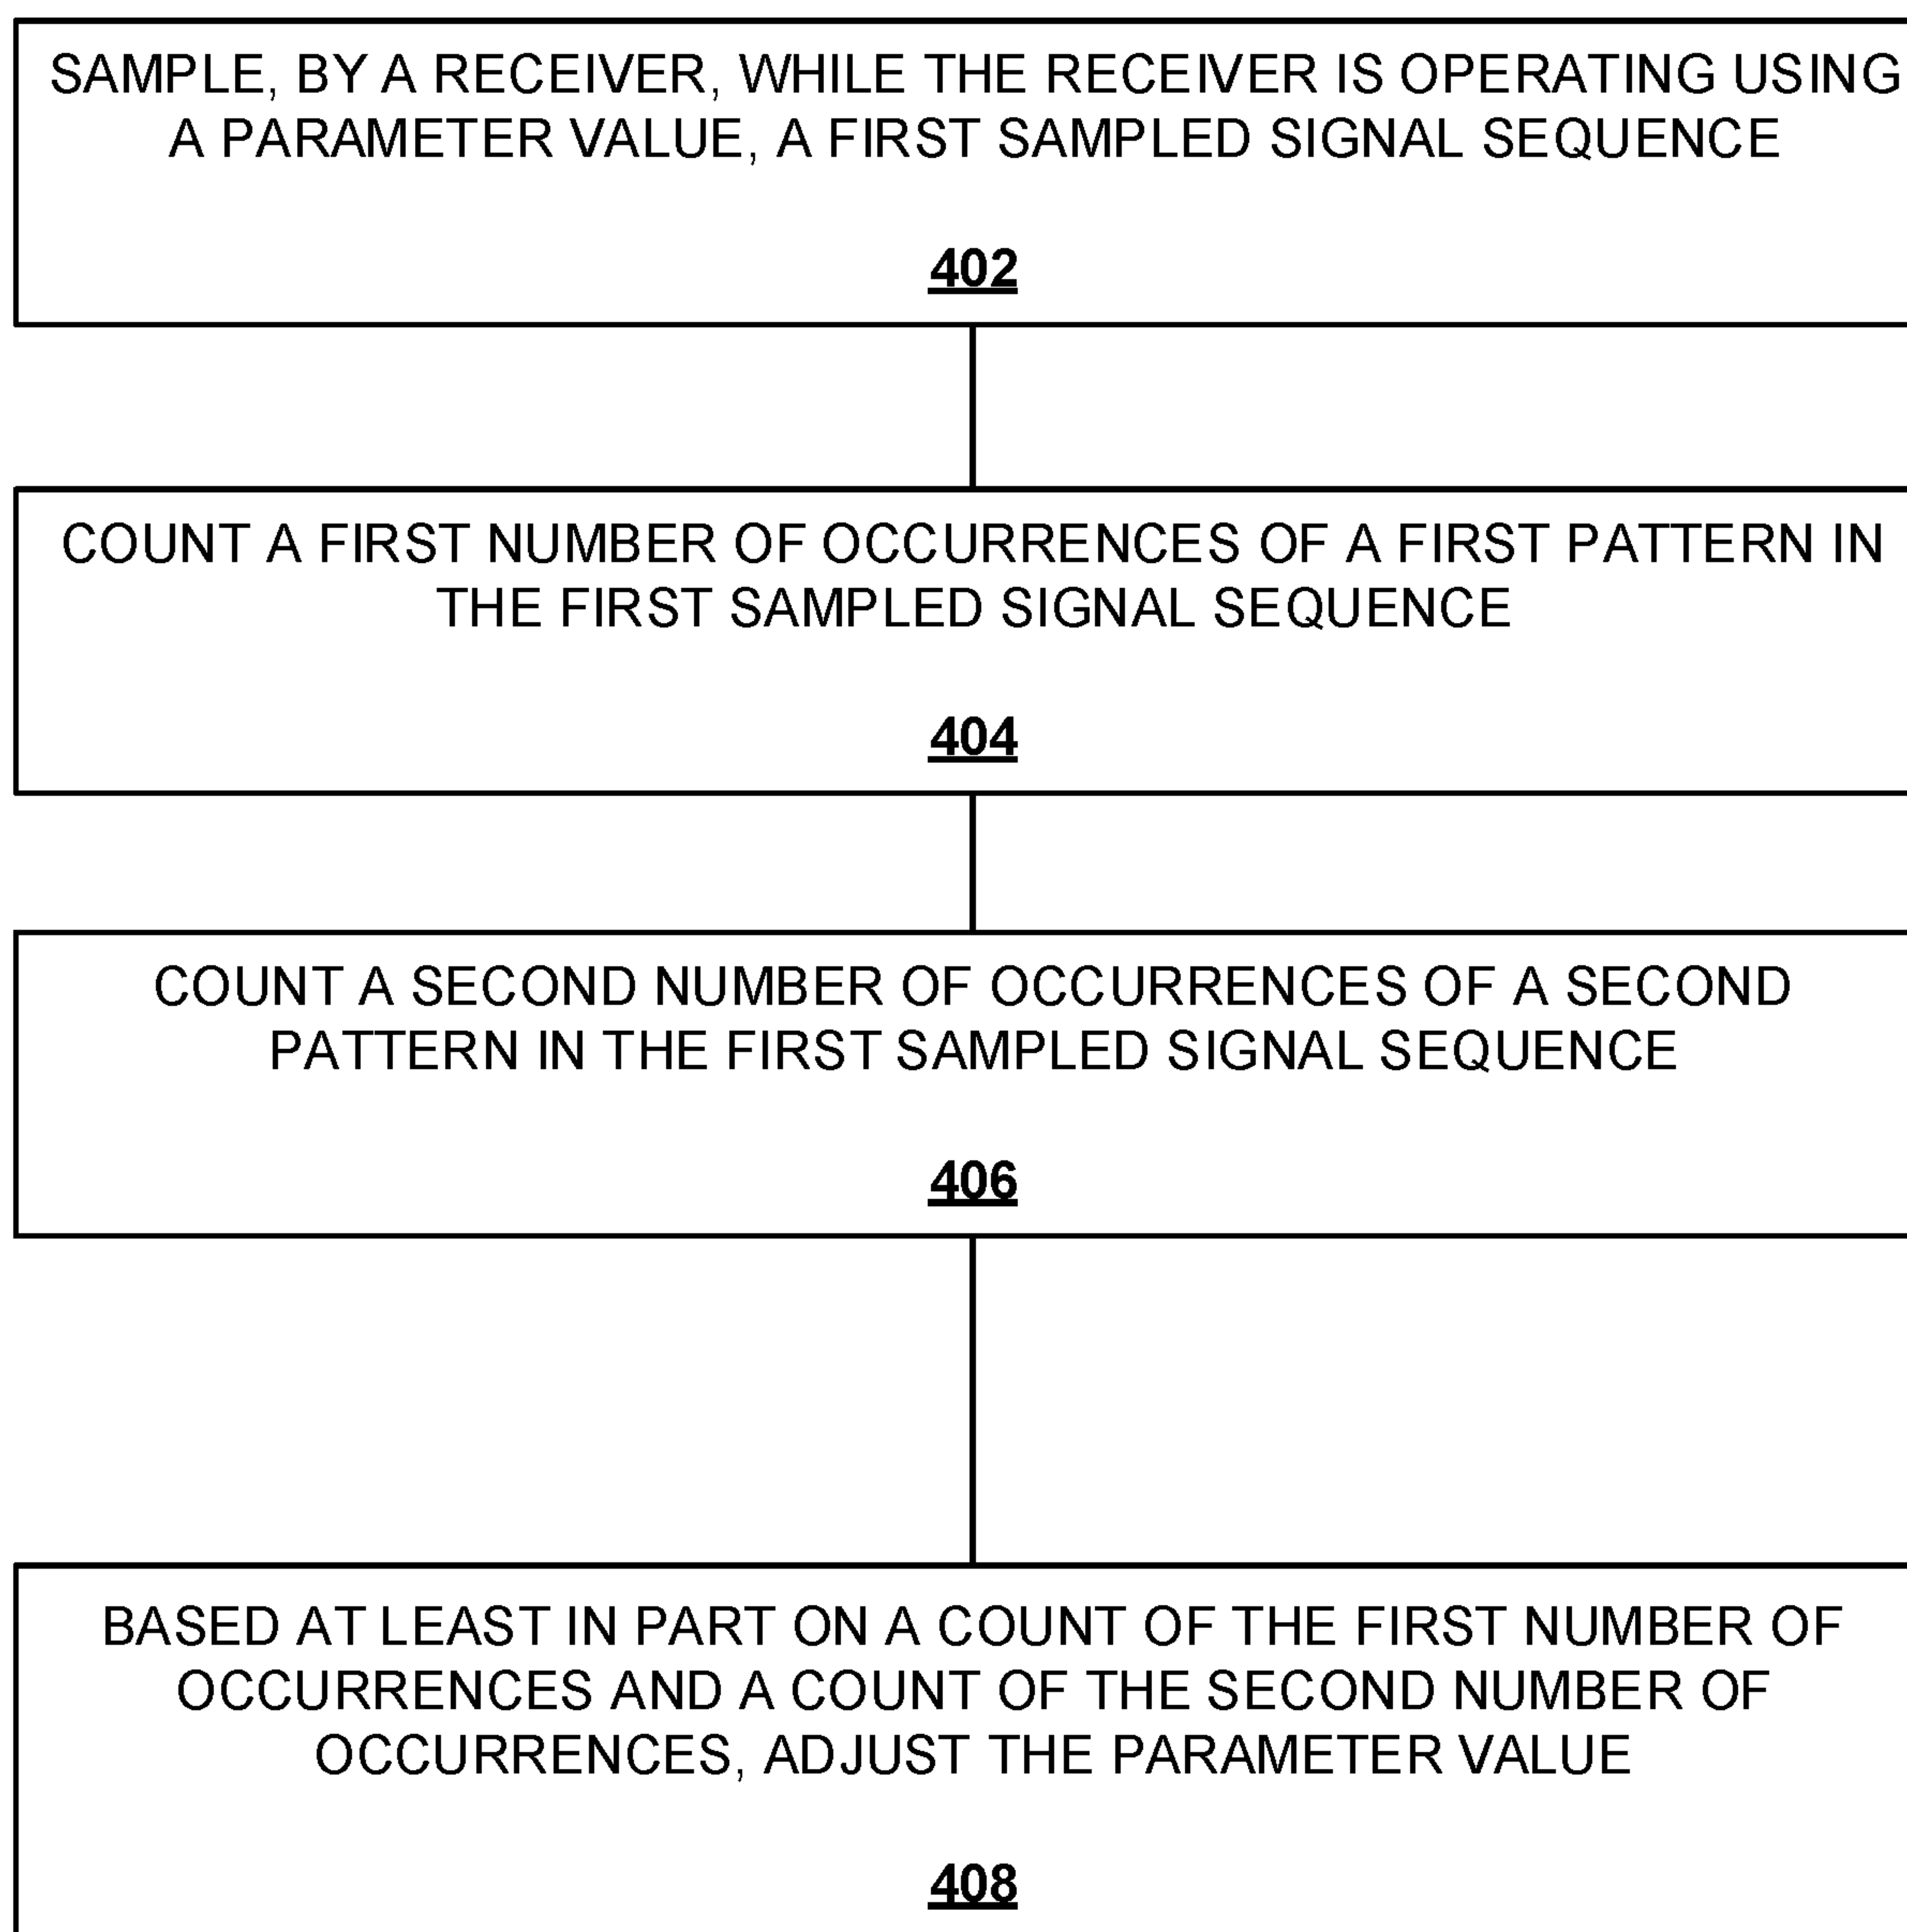 SAMPLE, BY A RECEIVER, WHILE THE RECEIVER IS OPERATING USING
A PARAMETER VALUE, A FIRST SAMPLED SIGNAL SEQUENCE
402
COUNT A FIRST NUMBER OF OCCURRENCES OF A FIRST PATTERN IN
THE FIRST SAMPLED SIGNAL SEQUENCE
404
COUNT A SECOND NUMBER OF OCCURRENCES OF A SECOND
PATTERN IN THE FIRST SAMPLED SIGNAL SEQUENCE
406
BASED AT LEAST IN PART ON A COUNT OF THE FIRST NUMBER OF
OCCURRENCES AND A COUNT OF THE SECOND NUMBER OF
OCCURRENCES, ADJUST THE PARAMETER VALUE
408